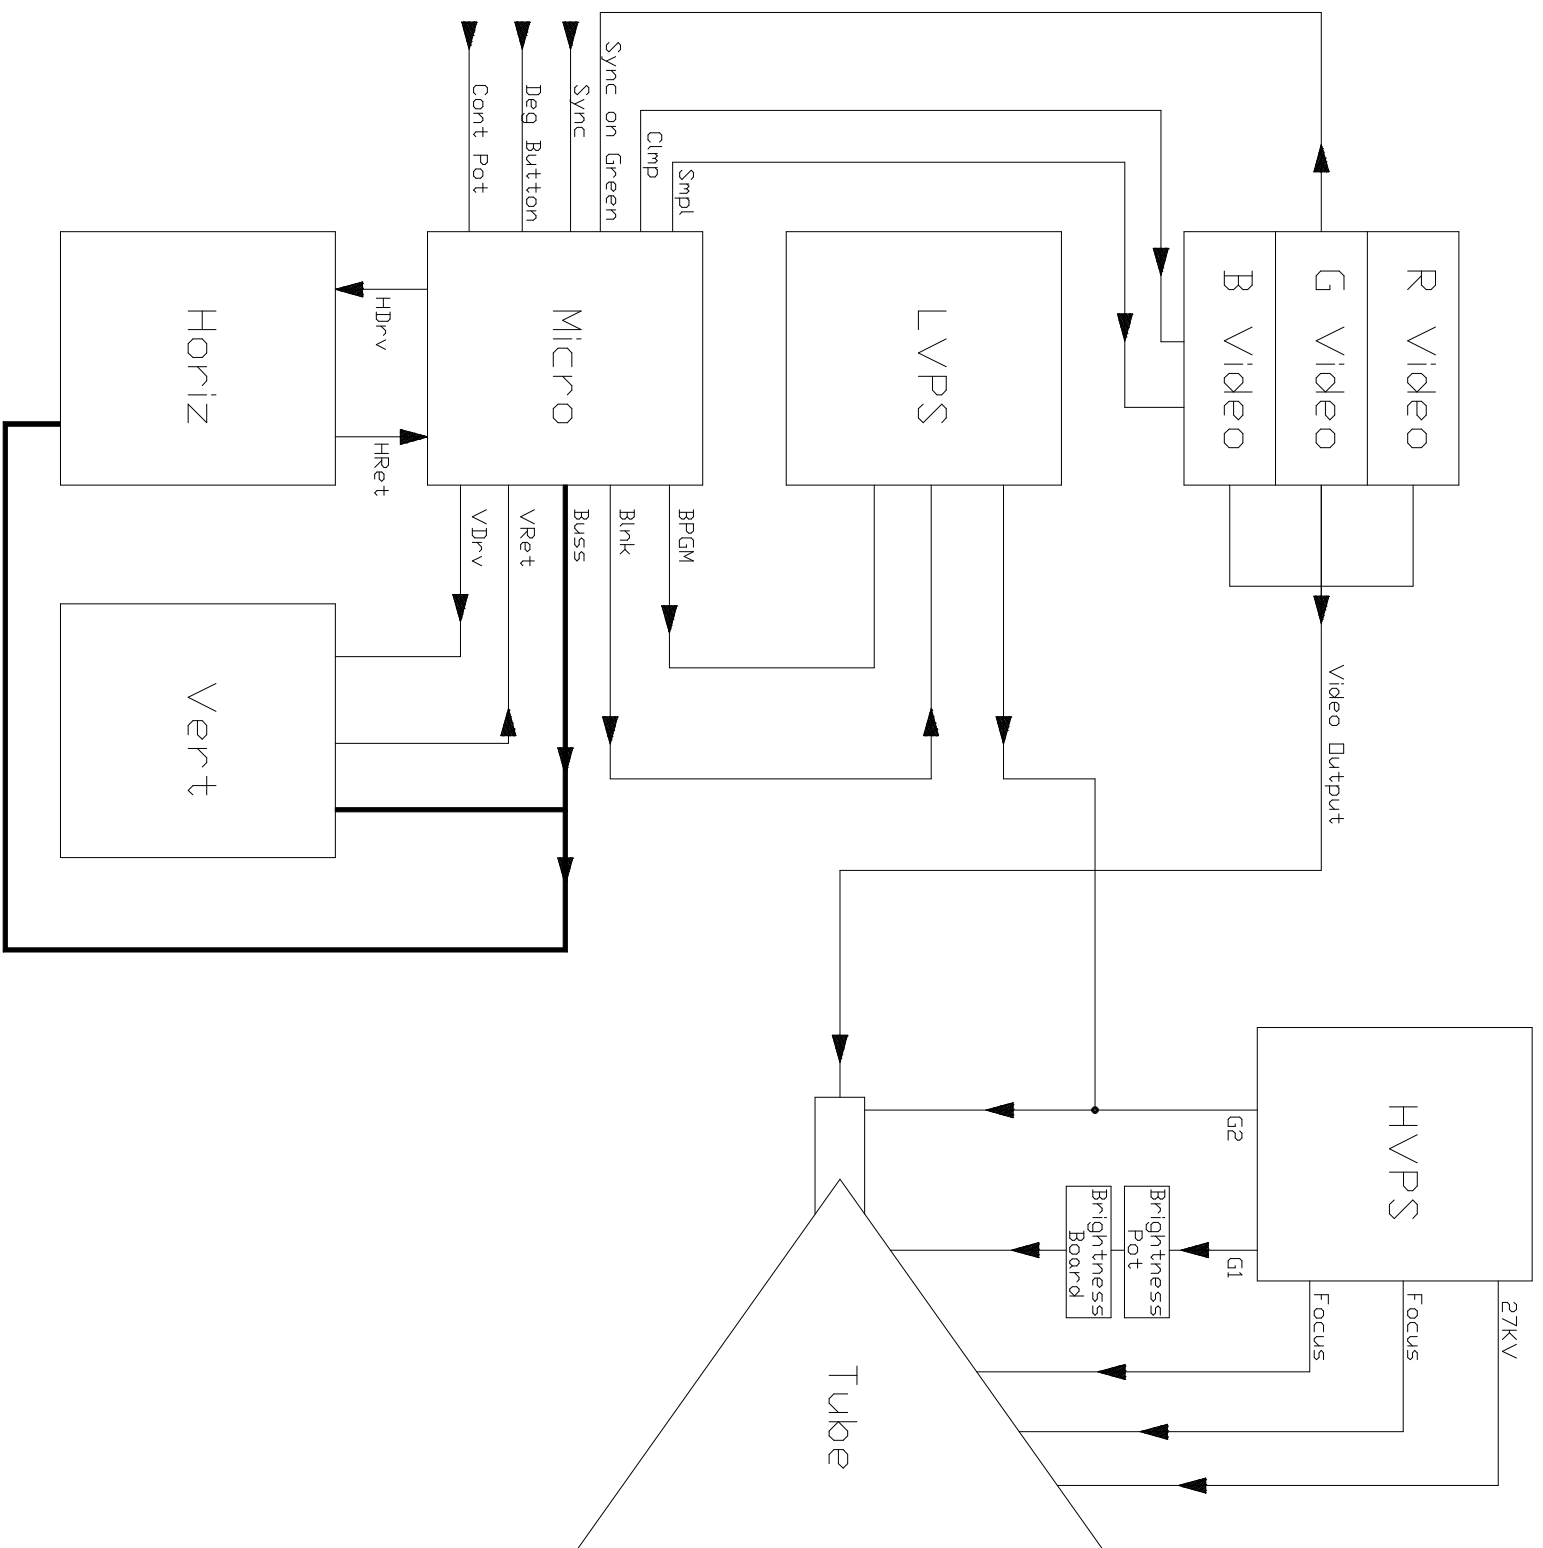 R Video
G Video
B Video
Video Output
HVPS
G2
G1
27KV
Focus
Focus
Brightness
Pot
Brightness
Board
LVPS
Tube
Smpl
Clmp
Sync on Green
Sync
Deg Button
Cont Pot
Micro
BPGM
Blnk
Buss
VRet
VDrv
HDrv
HRet
Horiz
Vert